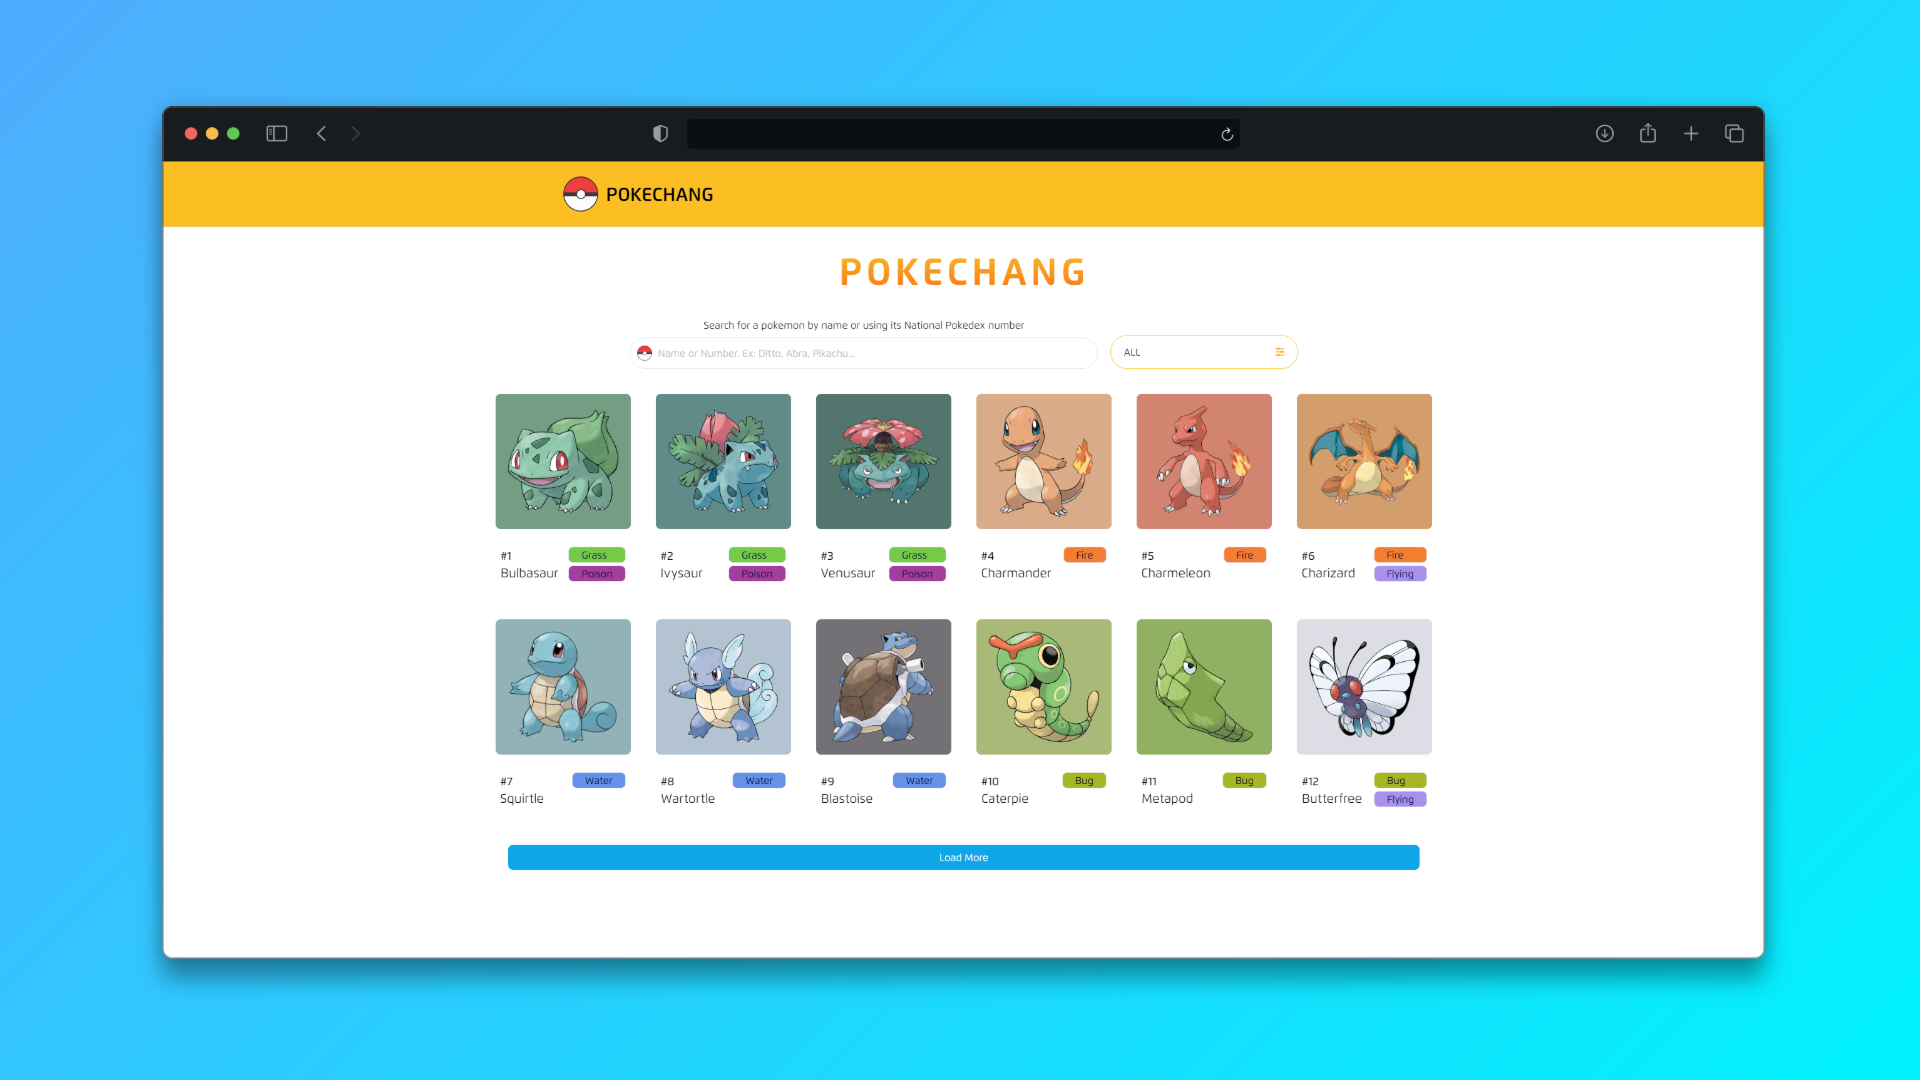 POKECHANG
POKECHANG
Search for a pokemon by name or using its National Pokedex number
Name or Number. Ex: Ditto, Abra, Pikachu...
ALL
#1 Grass
Bulbasaur Poison
#2 Grass
Ivysaur Poison
#3 Grass
Venusaur Poison
#4 Fire
Charmander
#5 Fire
Charmeleon
#6 Fire
Charizard Flying
#7 Water
Squirtle
#8 Water
Wartortle
#9 Water
Blastoise
#10 Bug
Caterpie
#11 Bug
Metapod
#12 Bug
Butterfree Flying
Load More